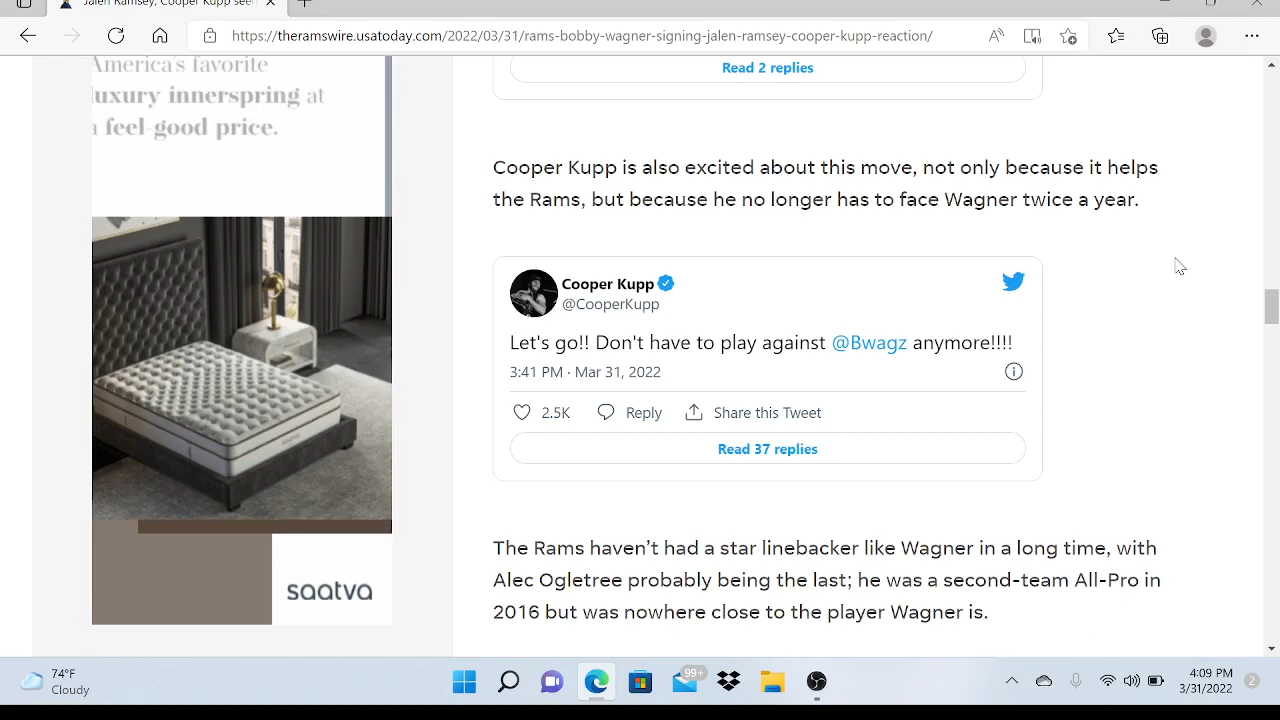 Jalen Ramsey, Cooper Kupp seen
https://theramswire.usatoday.com/2022/03/31/rams-bobby-wagner-signing-jalen-ramsey-cooper-kupp-reaction/
America's favorite
luxury innerspring at
a feel-good price.
saatva
Read 2 replies
Cooper Kupp is also excited about this move, not only because it helps
the Rams, but because he no longer has to face Wagner twice a year.
Cooper Kupp
@CooperKupp
Let's go!! Don't have to play against @Bwagz anymore!!!!
3:41 PM · Mar 31, 2022
2.5K Reply Share this Tweet
Read 37 replies
The Rams haven’t had a star linebacker like Wagner in a long time, with
Alec Ogletree probably being the last; he was a second-team All-Pro in
2016 but was nowhere close to the player Wagner is.
74°F
Cloudy
99+
4:09 PM
3/31/2022
2